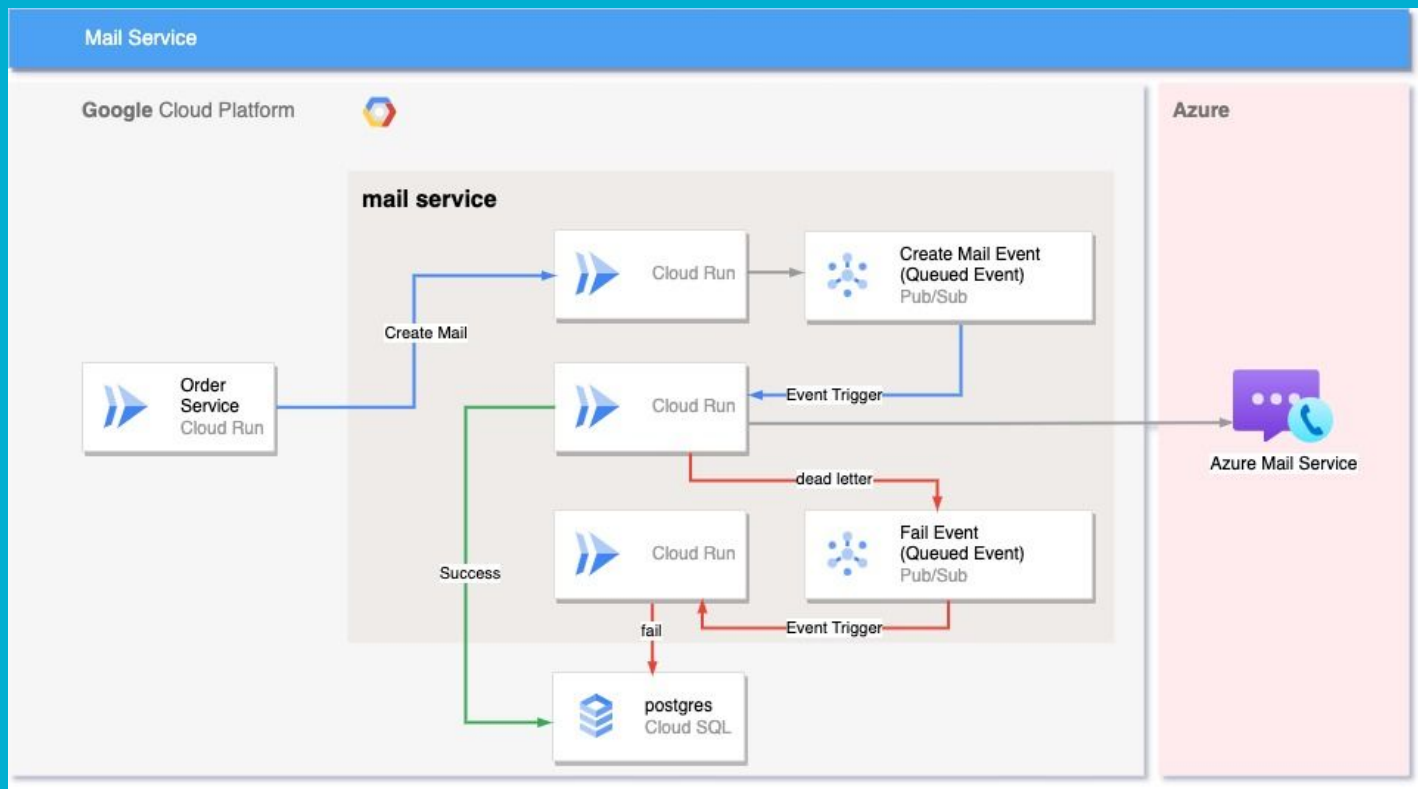 Mail Service
Google Cloud Platform
Azure
mail service
Cloud Run
Create Mail Event
(Queued Event)
Pub/Sub
Create Mail
Order
Service
Cloud Run
Cloud Run
Event Trigger
Azure Mail Service
dead letter
Cloud Run
Fail Event
(Queued Event)
Pub/Sub
Success
fail
Event Trigger
postgres
Cloud SQL